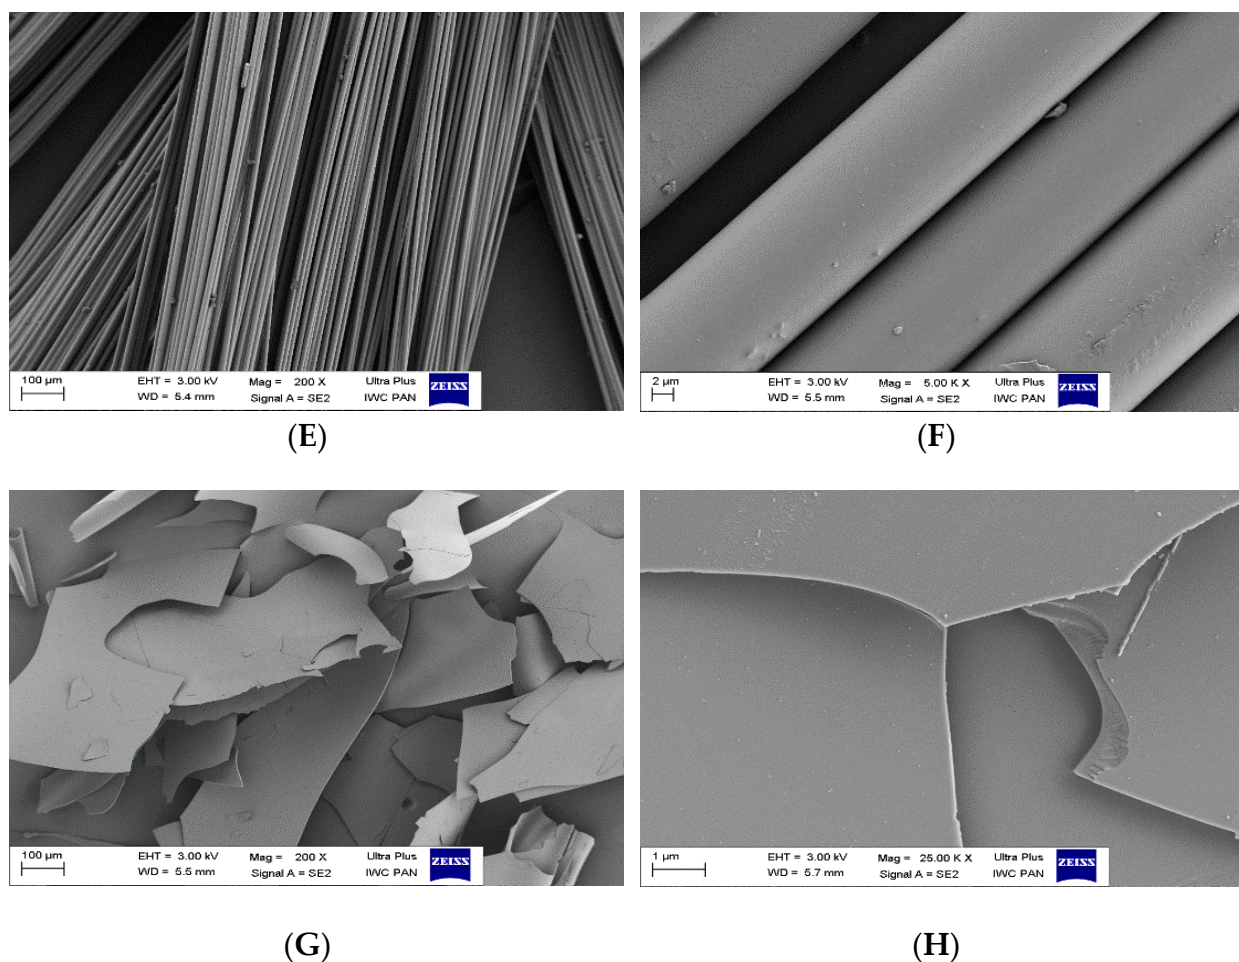 100 µm EHT = 3.00 kV Mag = 200 X Ultra Plus ZEISS
WD = 5.4 mm Signal A = SE2 IWC PAN
2 µm EHT = 3.00 kV Mag = 5.00 K X Ultra Plus ZEISS
WD = 5.5 mm Signal A = SE2 IWC PAN
(E)
(F)
100 µm EHT = 3.00 kV Mag = 200 X Ultra Plus ZEISS
WD = 5.5 mm Signal A = SE2 IWC PAN
1 µm EHT = 3.00 kV Mag = 25.00 K X Ultra Plus ZEISS
WD = 5.7 mm Signal A = SE2 IWC PAN
(G)
(H)